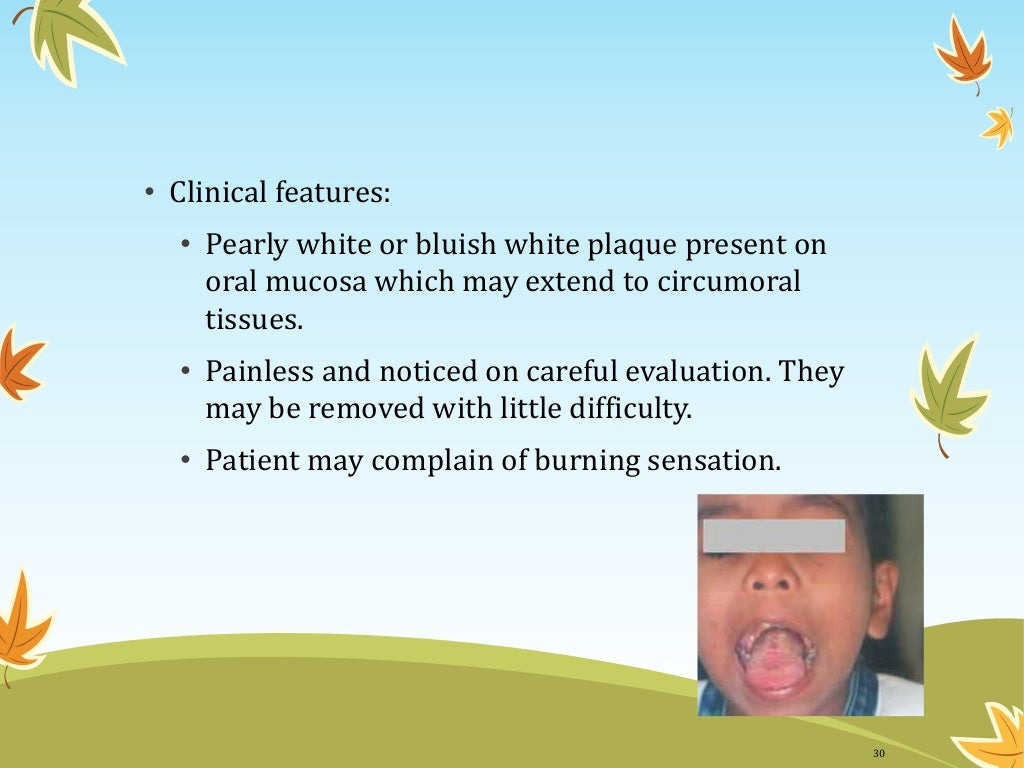 • Clinical features:
• Pearly white or bluish white plaque present on
oral mucosa which may extend to circumoral
tissues.
• Painless and noticed on careful evaluation. They
may be removed with little difficulty.
• Patient may complain of burning sensation.
30